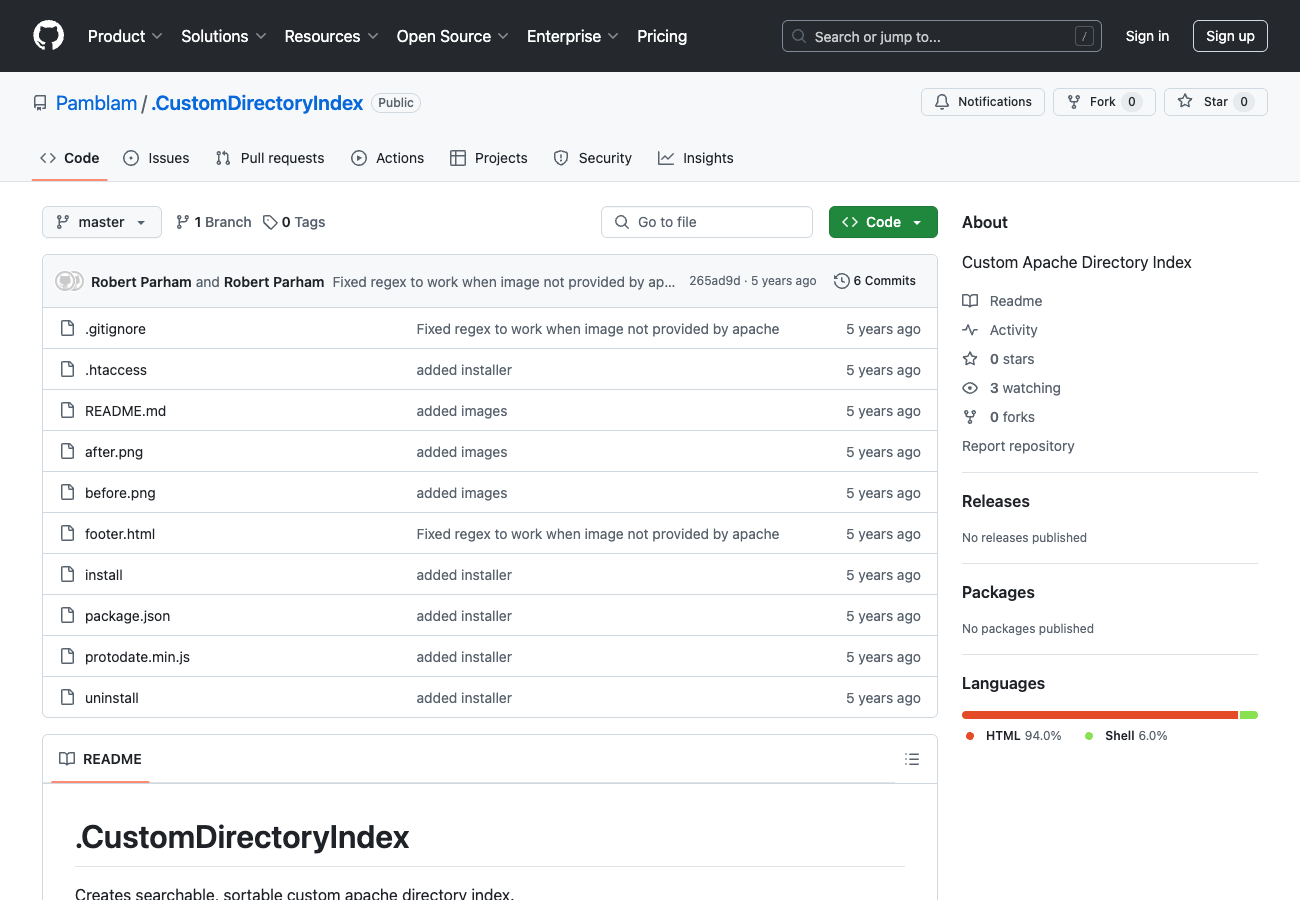 Product Solutions Resources Open Source Enterprise Pricing Search or jump to... / Sign in Sign up
Pamblam / .CustomDirectoryIndex Public Notifications Fork 0 Star 0
Code Issues Pull requests Actions Projects Security Insights
master 1 Branch 0 Tags Go to file Code
Robert Parham and Robert Parham Fixed regex to work when image not provided by ap... 265ad9d · 5 years ago 6 Commits
.gitignore Fixed regex to work when image not provided by apache 5 years ago
.htaccess added installer 5 years ago
README.md added images 5 years ago
after.png added images 5 years ago
before.png added images 5 years ago
footer.html Fixed regex to work when image not provided by apache 5 years ago
install added installer 5 years ago
package.json added installer 5 years ago
protodate.min.js added installer 5 years ago
uninstall added installer 5 years ago
README
.CustomDirectoryIndex
Creates searchable, sortable custom apache directory index.
About
Custom Apache Directory Index
Readme
Activity
0 stars
3 watching
0 forks
Report repository
Releases
No releases published
Packages
No packages published
Languages
HTML 94.0% Shell 6.0%